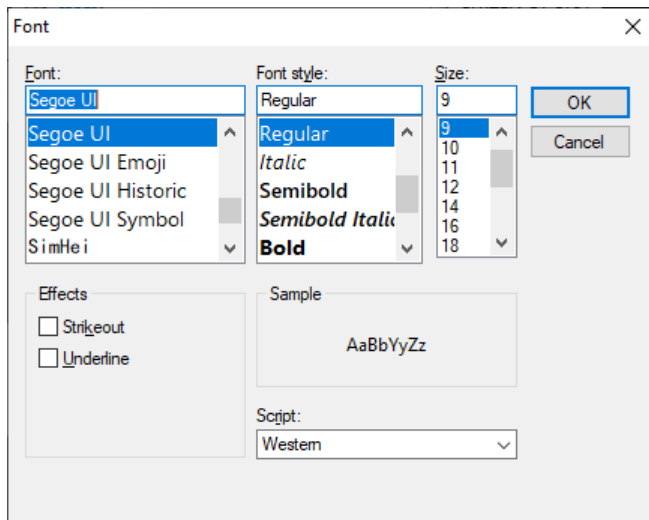 Font
Font:
Segoe UI
Segoe UI
Segoe UI Emoji
Segoe UI Historic
Segoe UI Symbol
SimHei
Font style:
Regular
Regular
Italic
Semibold
Semibold Italic
Bold
Size:
9
9
10
11
12
14
16
18
OK
Cancel
Effects
Strikeout
Underline
Sample
AaBbYyZz
Script:
Western